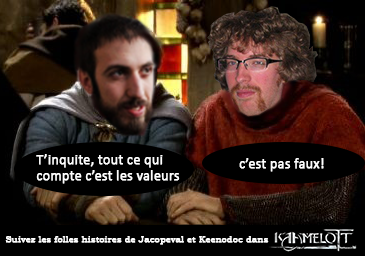 T'inquite, tout ce qui
compte c'est les valeurs
c'est pas faux!
Suivez les folles histoires de Jacopeval et Keenodoc dans KAAMELOTT